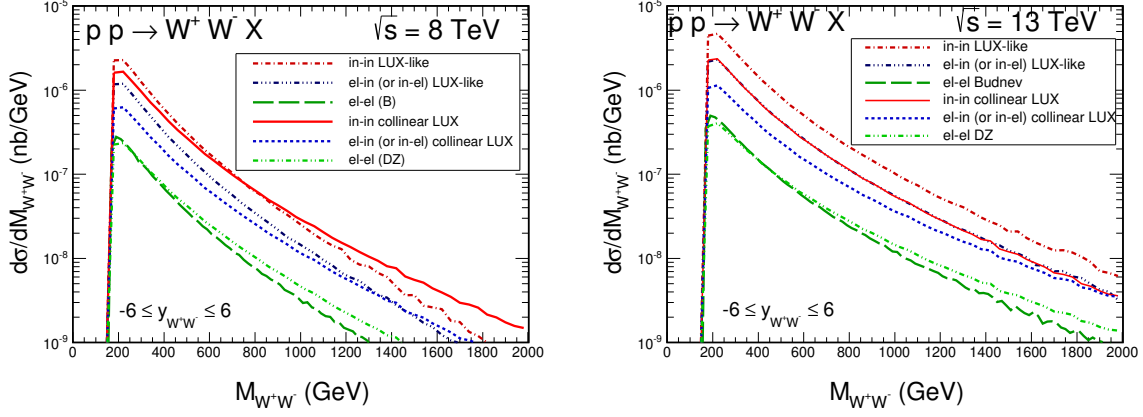 p p → W⁺ W⁻ X √s = 8 TeV
in-in LUX-like
el-in (or in-el) LUX-like
el-el (B)
in-in collinear LUX
el-in (or in-el) collinear LUX
el-el (DZ)
-6 ≤ y_{W⁺W⁻} ≤ 6
dσ/dM_{W⁺W⁻} (nb/GeV)
10⁻⁵
10⁻⁶
10⁻⁷
10⁻⁸
10⁻⁹
0 200 400 600 800 1000 1200 1400 1600 1800 2000
M_{W⁺W⁻} (GeV)
p p → W⁺ W⁻ X √s = 13 TeV
in-in LUX-like
el-in (or in-el) LUX-like
el-el Budnev
in-in collinear LUX
el-in (or in-el) collinear LUX
el-el DZ
-6 ≤ y_{W⁺W⁻} ≤ 6
dσ/dM_{W⁺W⁻} (nb/GeV)
10⁻⁵
10⁻⁶
10⁻⁷
10⁻⁸
10⁻⁹
0 200 400 600 800 1000 1200 1400 1600 1800 2000
M_{W⁺W⁻} (GeV)